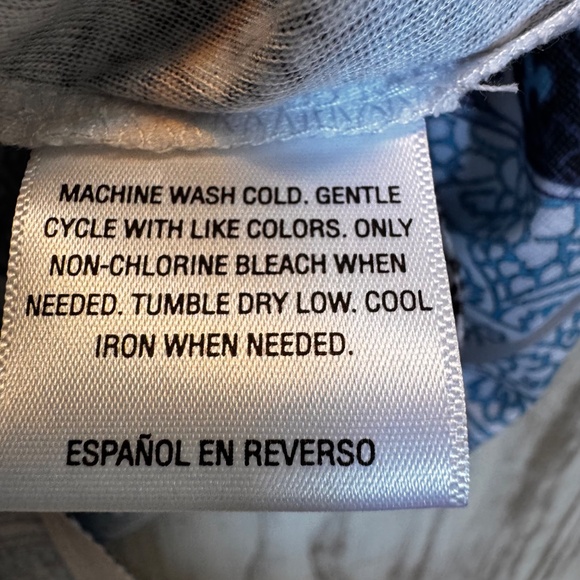 MACHINE WASH COLD. GENTLE
CYCLE WITH LIKE COLORS. ONLY
NON-CHLORINE BLEACH WHEN
NEEDED. TUMBLE DRY LOW. COOL
IRON WHEN NEEDED.
ESPAÑOL EN REVERSO